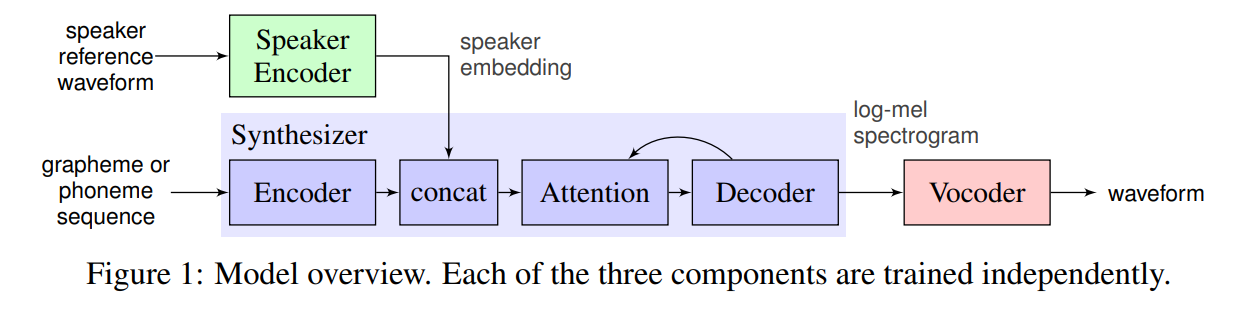 speaker
reference
waveform
Speaker
Encoder
speaker
embedding
log-mel
spectrogram
Synthesizer
grapheme or
phoneme
sequence
Encoder
concat
Attention
Decoder
Vocoder
waveform
Figure 1: Model overview. Each of the three components are trained independently.